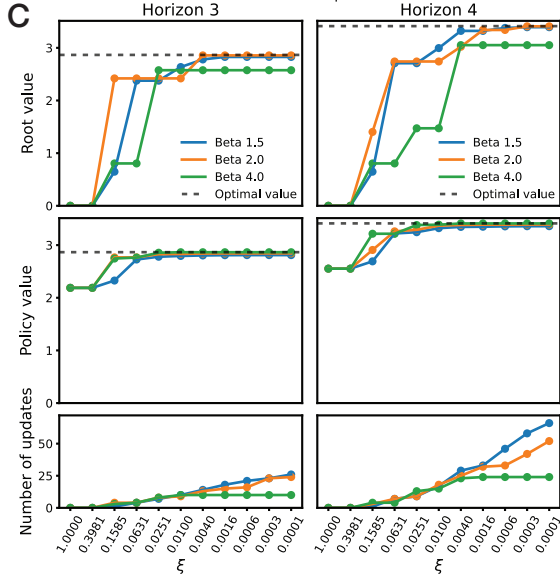 C
Horizon 3
Horizon 4
Root value
3
2
1
0
Beta 1.5
Beta 2.0
Beta 4.0
Optimal value
Beta 1.5
Beta 2.0
Beta 4.0
Optimal value
Policy value
3
2
1
0
Number of updates
50
25
0
1.0000
0.3981
0.1585
0.0631
0.0251
0.0100
0.0040
0.0016
0.0006
0.0003
0.0001
1.0000
0.3981
0.1585
0.0631
0.0251
0.0100
0.0040
0.0016
0.0006
0.0003
0.0001
ξ
ξ